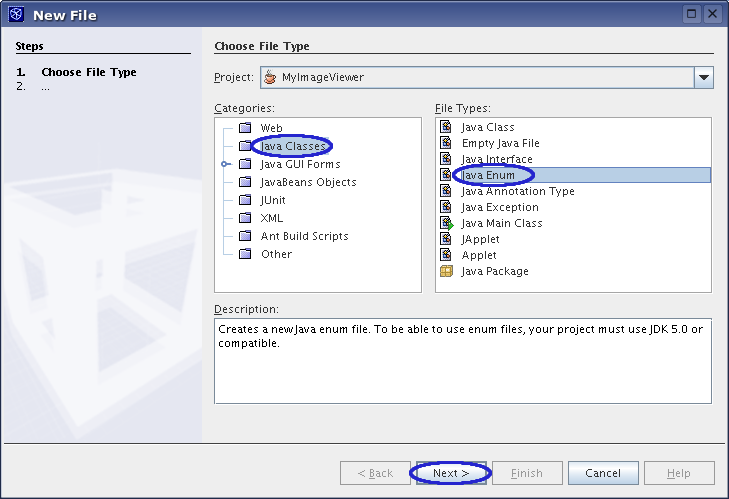 New File
Steps
1. Choose File Type
2. ...
Choose File Type
Project: MyImageViewer
Categories:
Web
Java Classes
Java GUI Forms
JavaBeans Objects
JUnit
XML
Ant Build Scripts
Other
File Types:
Java Class
Empty Java File
Java Interface
Java Enum
Java Annotation Type
Java Exception
Java Main Class
JApplet
Applet
Java Package
Description:
Creates a new Java enum file. To be able to use enum files, your project must use JDK 5.0 or
compatible.
< Back Next > Finish Cancel Help